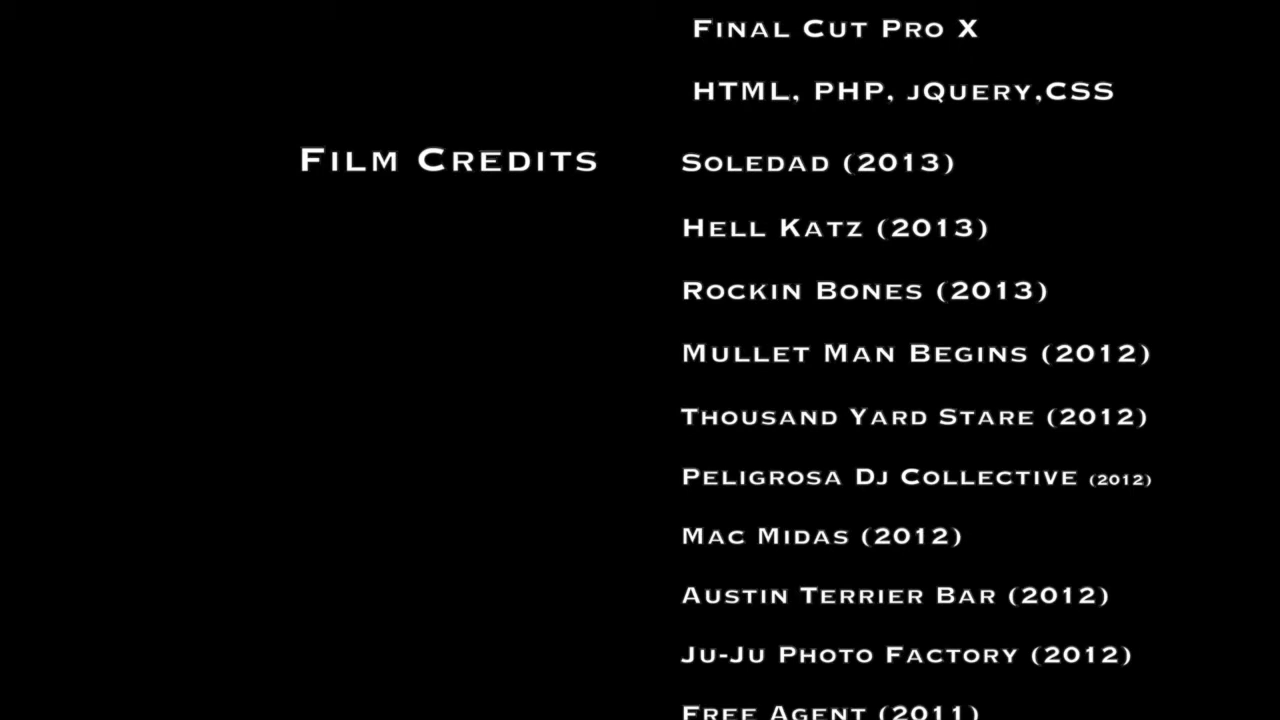 Final Cut Pro X
HTML, PHP, jQuery,CSS
Film Credits
Soledad (2013)
Hell Katz (2013)
Rockin Bones (2013)
Mullet Man Begins (2012)
Thousand Yard Stare (2012)
Peligrosa Dj Collective (2012)
Mac Midas (2012)
Austin Terrier Bar (2012)
Ju-Ju Photo Factory (2012)
Free Agent (2011)